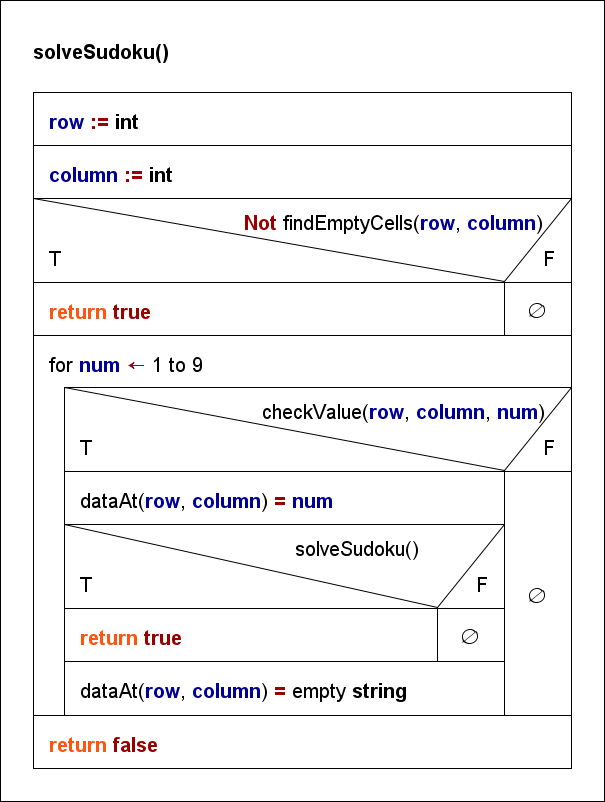 solveSudoku()
row := int
column := int
Not findEmptyCells(row, column)
T F
return true ∅
for num ← 1 to 9
checkValue(row, column, num)
T F
dataAt(row, column) = num
solveSudoku()
T F
∅
return true ∅
dataAt(row, column) = empty string
return false